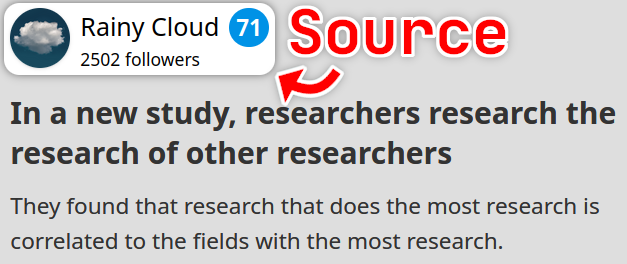 Rainy Cloud 71
2502 followers
Source
In a new study, researchers research the
research of other researchers
They found that research that does the most research is
correlated to the fields with the most research.